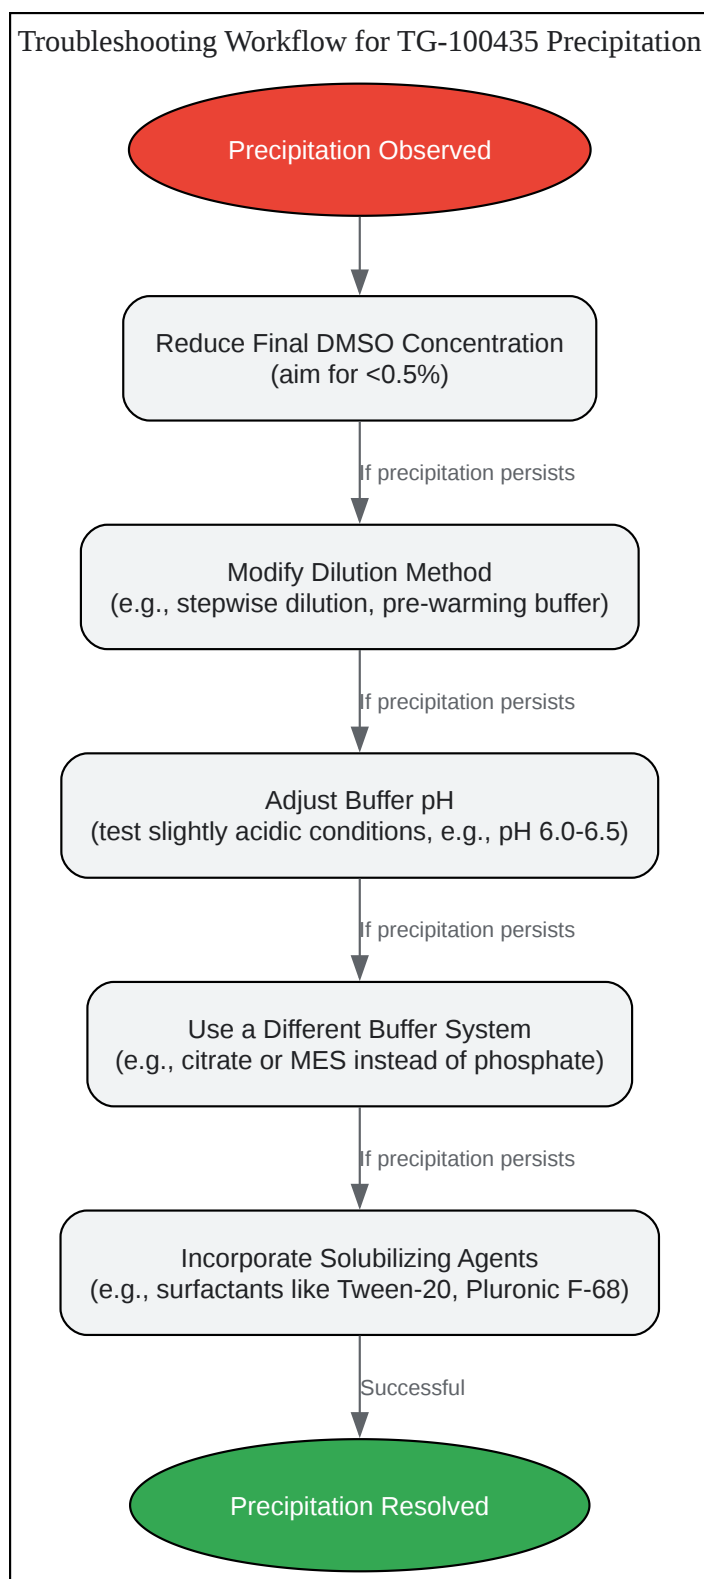 Troubleshooting Workflow for TG-100435 Precipitation
Precipitation Observed
Reduce Final DMSO Concentration
(aim for <0.5%)
If precipitation persists
Modify Dilution Method
(e.g., stepwise dilution, pre-warming buffer)
If precipitation persists
Adjust Buffer pH
(test slightly acidic conditions, e.g., pH 6.0-6.5)
If precipitation persists
Use a Different Buffer System
(e.g., citrate or MES instead of phosphate)
If precipitation persists
Incorporate Solubilizing Agents
(e.g., surfactants like Tween-20, Pluronic F-68)
Successful
Precipitation Resolved